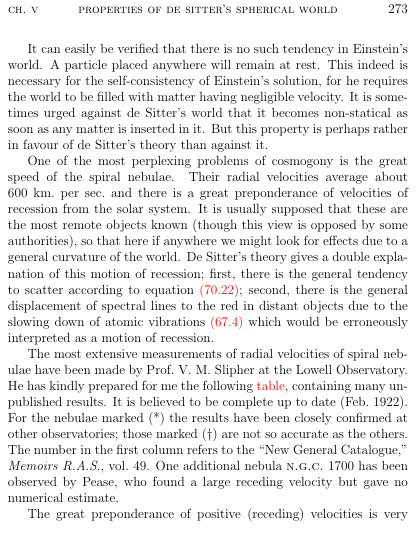 CH. V PROPERTIES OF DE SITTER'S SPHERICAL WORLD 273
It can easily be verified that there is no such tendency in Einstein's
world. A particle placed anywhere will remain at rest. This indeed is
necessary for the self-consistency of Einstein's solution, for he requires
the world to be filled with matter having negligible velocity. It is some-
times urged against de Sitter's world that it becomes non-statical as
soon as any matter is inserted in it. But this property is perhaps rather
in favour of de Sitter's theory than against it.
One of the most perplexing problems of cosmogony is the great
speed of the spiral nebulae. Their radial velocities average about
600 km. per sec. and there is a great preponderance of velocities of
recession from the solar system. It is usually supposed that these are
the most remote objects known (though this view is opposed by some
authorities), so that here if anywhere we might look for effects due to a
general curvature of the world. De Sitter's theory gives a double expla-
nation of this motion of recession; first, there is the general tendency
to scatter according to equation (70.22); second, there is the general
displacement of spectral lines to the red in distant objects due to the
slowing down of atomic vibrations (67.4) which would be erroneously
interpreted as a motion of recession.
The most extensive measurements of radial velocities of spiral neb-
ulae have been made by Prof. V. M. Slipher at the Lowell Observatory.
He has kindly prepared for me the following table, containing many un-
published results. It is believed to be complete up to date (Feb. 1922).
For the nebulae marked (*) the results have been closely confirmed at
other observatories; those marked (†) are not so accurate as the others.
The number in the first column refers to the “New General Catalogue,”
Memoirs R.A.S., vol. 49. One additional nebula N.G.C. 1700 has been
observed by Pease, who found a large receding velocity but gave no
numerical estimate.
The great preponderance of positive (receding) velocities is very